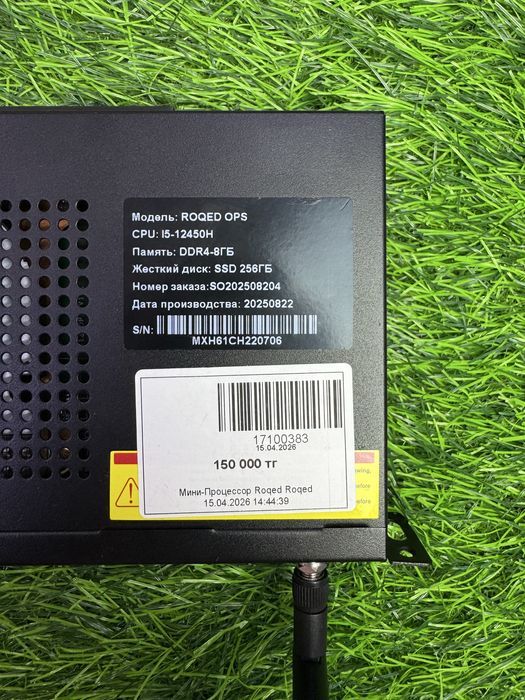 Модель: ROQED OPS
CPU: I5-12450H
Память: DDR4-8ГБ
Жесткий диск: SSD 256ГБ
Номер заказа:SO202508204
Дата производства: 20250822
S/N:
MXH61CH220706
17100383
15.04.2026
150 000 тг
Мини-Процессор Roqed Roqed
15.04.2026 14:44:39